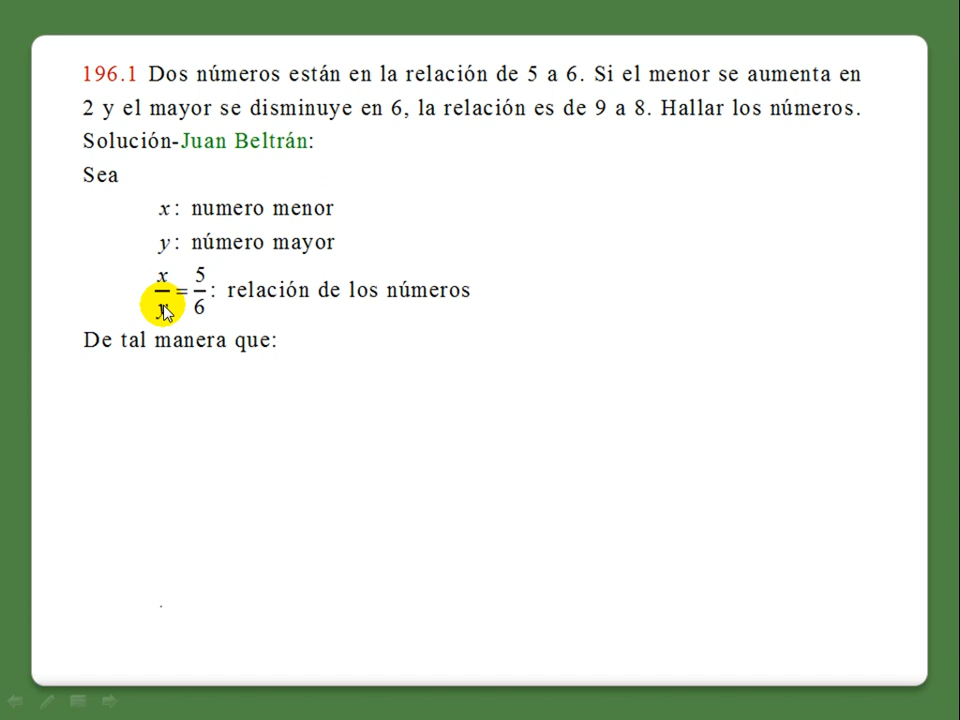 196.1 Dos números están en la relación de 5 a 6. Si el menor se aumenta en
2 y el mayor se disminuye en 6, la relación es de 9 a 8. Hallar los números.
Solución-Juan Beltrán:
Sea
x: numero menor
y: número mayor
x/y = 5/6: relación de los números
De tal manera que: